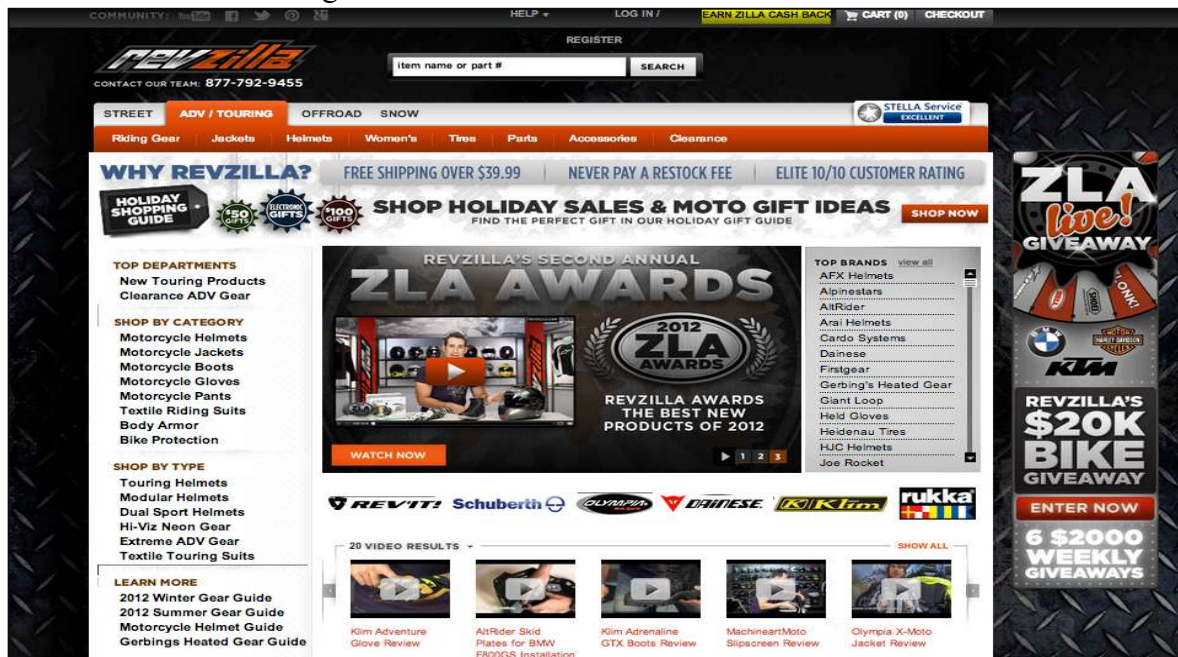 COMMUNITY: YouTube
HELP
LOG IN /
EARN ZILLA CASH BACK
CART (0)
CHECKOUT
REGISTER
revzilla
item name or part #
SEARCH
CONTACT OUR TEAM: 877-792-9455
STREET
ADV / TOURING
OFFROAD
SNOW
STELLA Service
EXCELLENT
Riding Gear
Jackets
Helmets
Women's
Tires
Parts
Accessories
Clearance
WHY REVZILLA?
FREE SHIPPING OVER $39.99
NEVER PAY A RESTOCK FEE
ELITE 10/10 CUSTOMER RATING
HOLIDAY
SHOPPING
GUIDE
$50
GIFTS
ELECTRONIC
GIFTS
$100
GIFTS
SHOP HOLIDAY SALES & MOTO GIFT IDEAS
FIND THE PERFECT GIFT IN OUR HOLIDAY GIFT GUIDE
SHOP NOW
TOP DEPARTMENTS
New Touring Products
Clearance ADV Gear
SHOP BY CATEGORY
Motorcycle Helmets
Motorcycle Jackets
Motorcycle Boots
Motorcycle Gloves
Motorcycle Pants
Textile Riding Suits
Body Armor
Bike Protection
SHOP BY TYPE
Touring Helmets
Modular Helmets
Dual Sport Helmets
Hi-Viz Neon Gear
Extreme ADV Gear
Textile Touring Suits
LEARN MORE
2012 Winter Gear Guide
2012 Summer Gear Guide
Motorcycle Helmet Guide
Gerbings Heated Gear Guide
REVZILLA'S SECOND ANNUAL
ZLA AWARDS
2012
ZLA
AWARDS
REVZILLA AWARDS
THE BEST NEW
PRODUCTS OF 2012
WATCH NOW
1 2 3
TOP BRANDS view all
AFX Helmets
Alpinestars
AltRider
Arai Helmets
Cardo Systems
Dainese
Firstgear
Gerbing's Heated Gear
Giant Loop
Held Gloves
Heidenau Tires
HJC Helmets
Joe Rocket
REV'IT!
Schuberth
OLYMPIA
DAINESE
Klim
rukka
20 VIDEO RESULTS
SHOW ALL
Klim Adventure
Glove Review
AltRider Skid
Plates for BMW
F800GS Installation
Klim Adrenaline
GTX Boots Review
MachineartMoto
Slipscreen Review
Olympia X-Moto
Jacket Review
ZLA
live!
GIVEAWAY
BMW
MOTOR
HARLEY-DAVIDSON
CYCLES
KTM
REVZILLA'S
$20K
BIKE
GIVEAWAY
ENTER NOW
6 $2000
WEEKLY
GIVEAWAYS